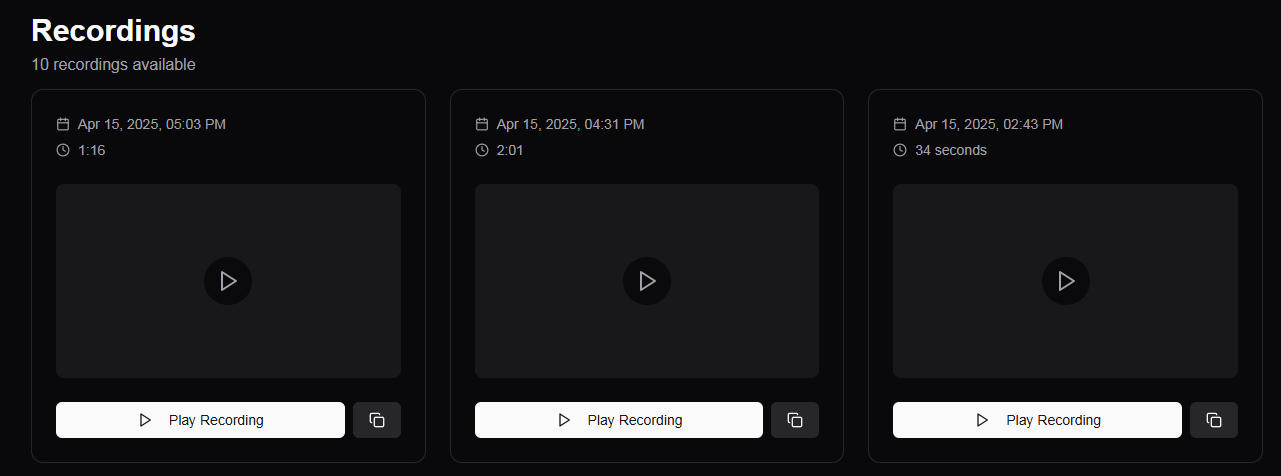 Recordings
10 recordings available
Apr 15, 2025, 05:03 PM
1:16
Play Recording
Apr 15, 2025, 04:31 PM
2:01
Play Recording
Apr 15, 2025, 02:43 PM
34 seconds
Play Recording